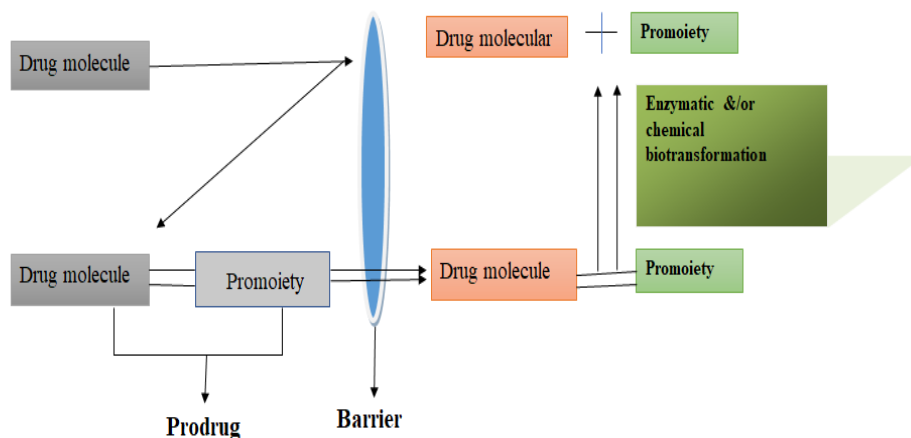 Drug molecule
Drug molecular
Promoiety
Enzymatic &/or
chemical
biotransformation
Drug molecule
Promoiety
Drug molecule
Promoiety
Prodrug
Barrier